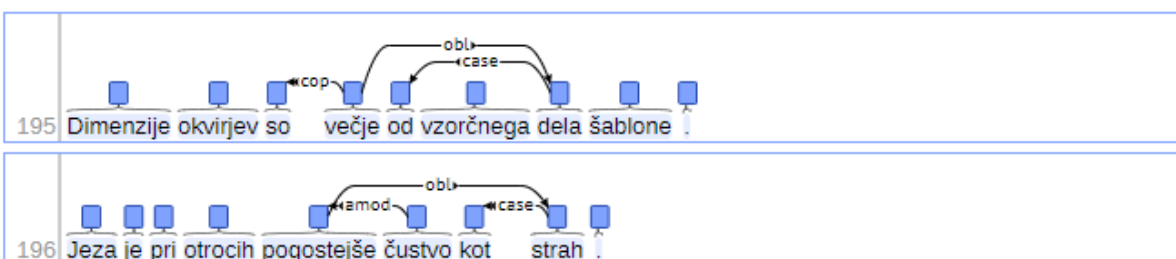 obl
case
cop
195 Dimenzije okvirjev so večje od vzorčnega dela šablone .
obl
amod case
196 Jeza je pri otrocih pogostejše čustvo kot strah .